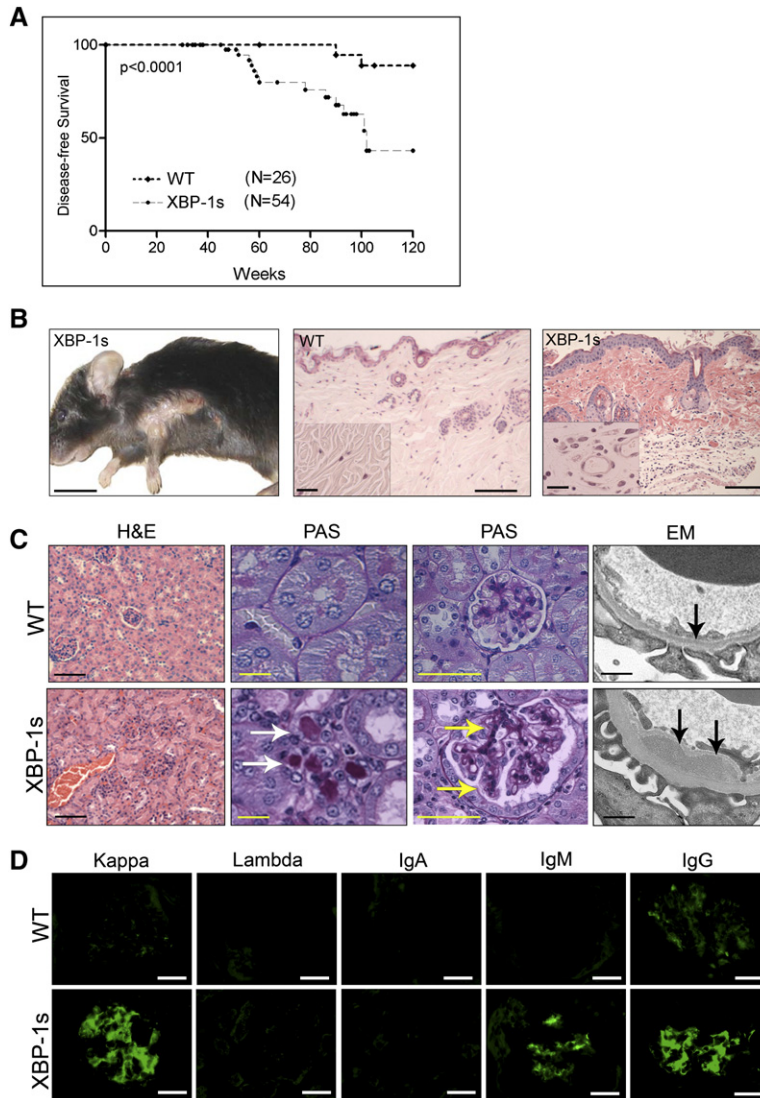 A
100
50
0
Disease-free Survival
p<0.0001
WT (N=26)
XBP-1s (N=54)
0 20 40 60 80 100 120
Weeks
B
XBP-1s
WT
XBP-1s
C
H&E PAS PAS EM
WT
XBP-1s
D
Kappa Lambda IgA IgM IgG
WT
XBP-1s